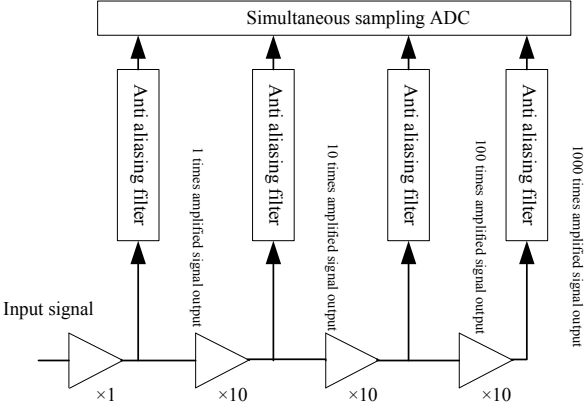 Simultaneous sampling ADC
Anti aliasing filter
Anti aliasing filter
Anti aliasing filter
Anti aliasing filter
1 times amplified signal output
10 times amplified signal output
100 times amplified signal output
1000 times amplified signal output
Input signal
×1
×10
×10
×10